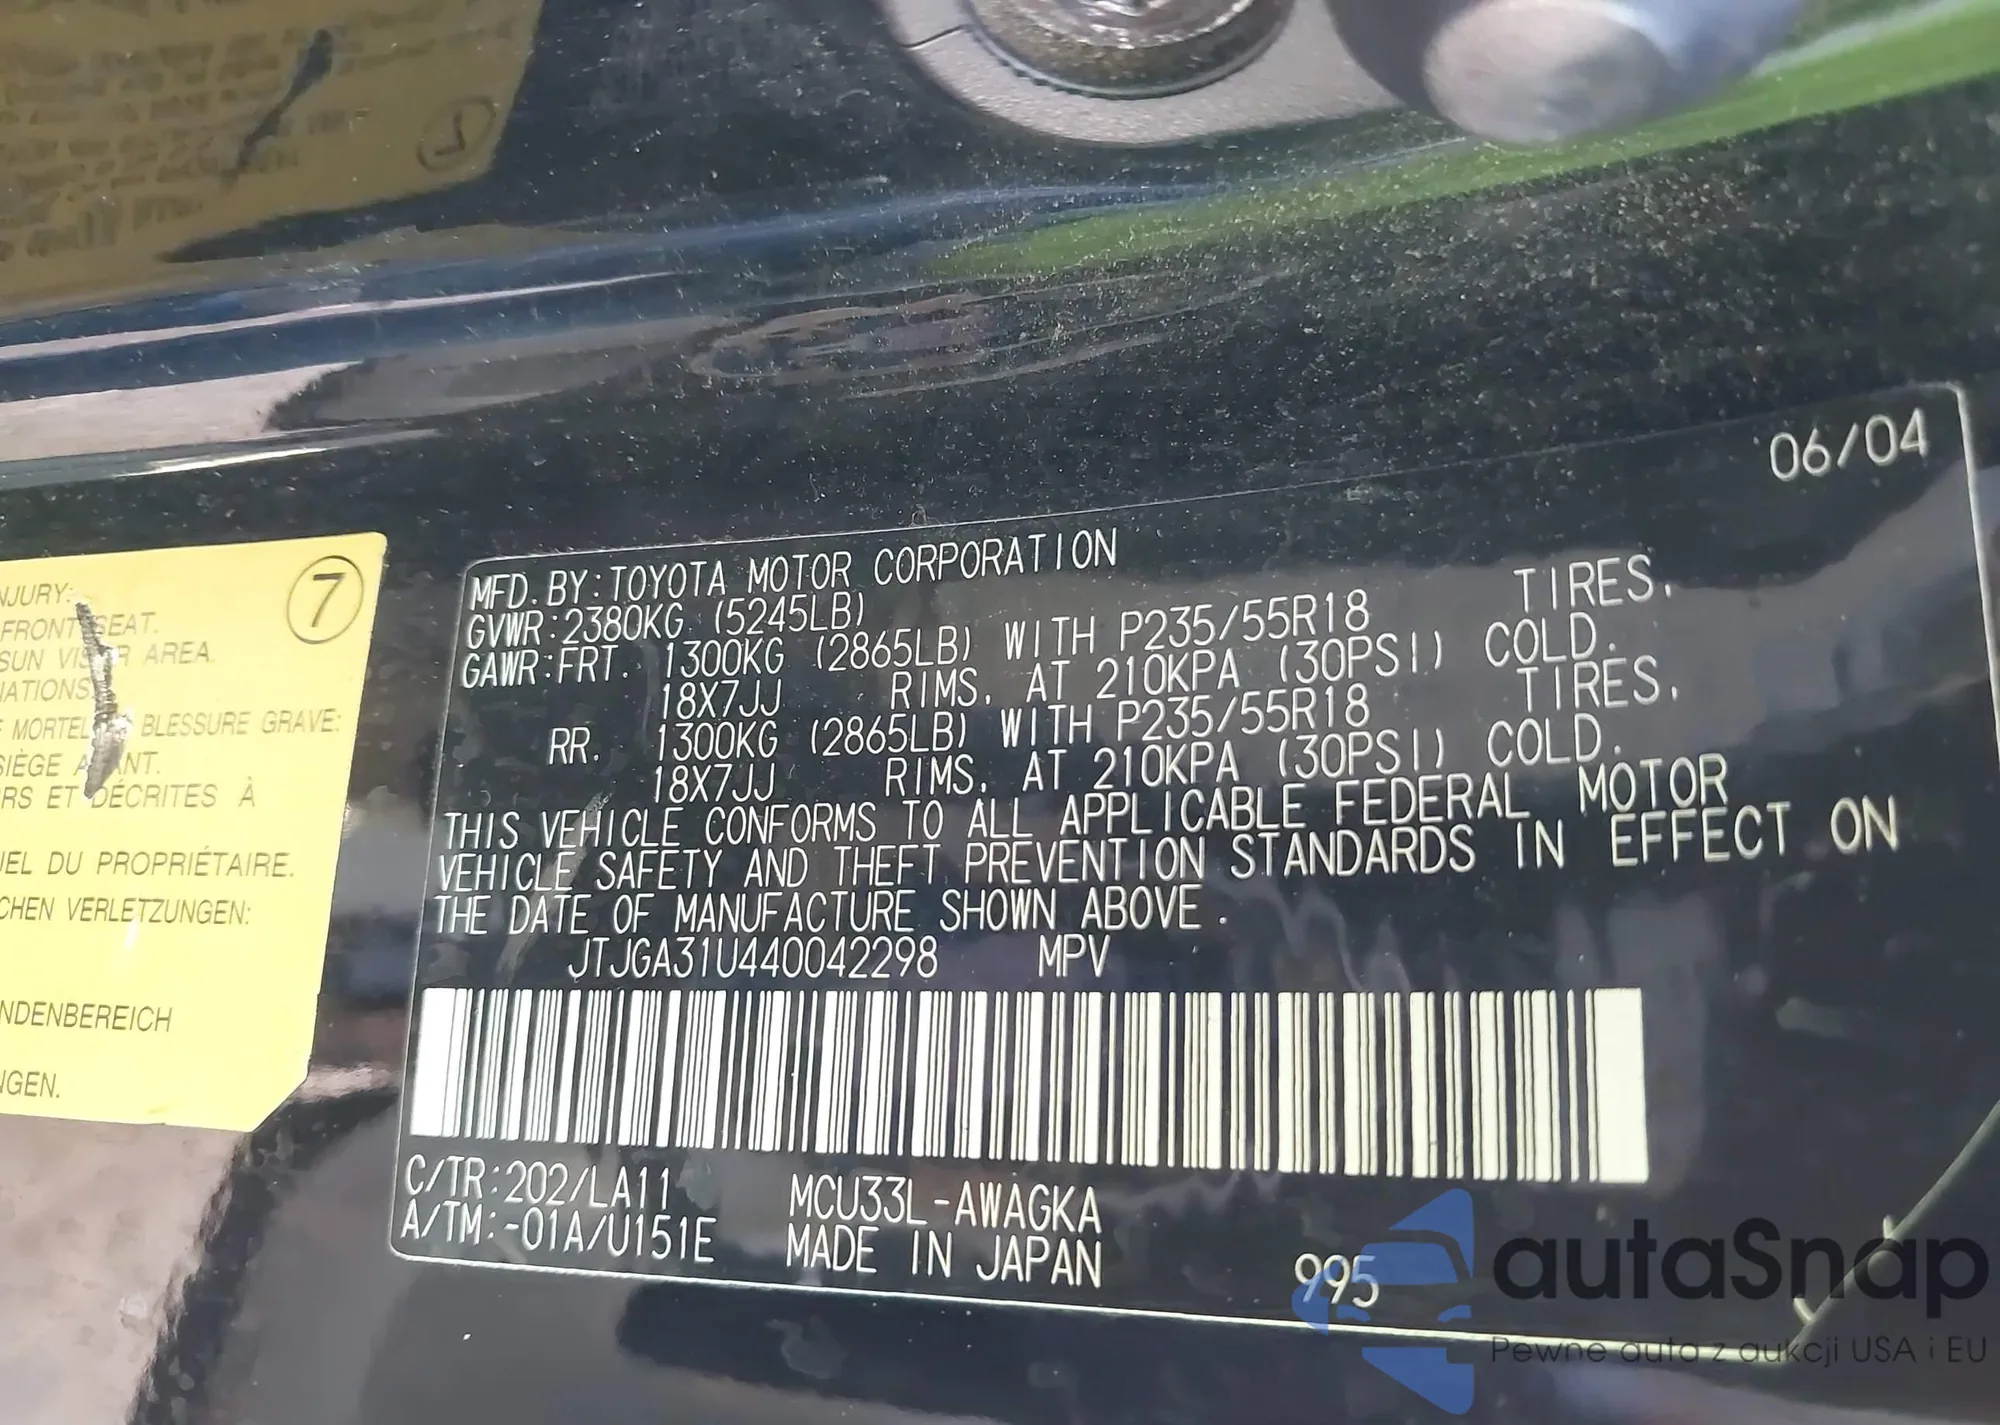 06/04
MFD. BY: TOYOTA MOTOR CORPORATION
GVWR: 2380KG (5245LB)
GAWR: FRT. 1300KG (2865LB) WITH P235/55R18 TIRES,
18X7JJ RIMS, AT 210KPA (30PSI) COLD.
RR. 1300KG (2865LB) WITH P235/55R18 TIRES,
18X7JJ RIMS, AT 210KPA (30PSI) COLD.
THIS VEHICLE CONFORMS TO ALL APPLICABLE FEDERAL MOTOR
VEHICLE SAFETY AND THEFT PREVENTION STANDARDS IN EFFECT ON
THE DATE OF MANUFACTURE SHOWN ABOVE.
JTJGA31U440042298 MPV
C/TR: 202/LA11 MCU33L-AWAGKA
A/TM: -01A/U151E MADE IN JAPAN
995
7
NJURY:
FRONT SEAT.
SUN VISOR AREA.
IATIONS
MORTEL BLESSURE GRAVE:
SIÈGE AVANT.
RS ET DÉCRITES À
UEL DU PROPRIÉTAIRE.
CHEN VERLETZUNGEN:
NDENBEREICH
NGEN.
autaSnap
Pewne auta z aukcji USA i EU